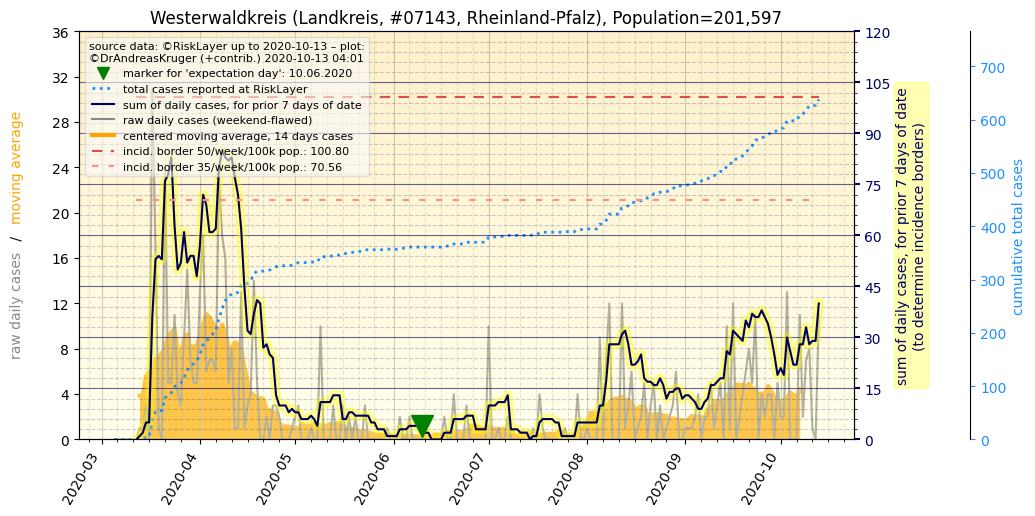 Westerwaldkreis (Landkreis, #07143, Rheinland-Pfalz), Population=201,597
source data: ©RiskLayer up to 2020-10-13 – plot:
©DrAndreasKruger (+contrib.) 2020-10-13 04:01
marker for 'expectation day': 10.06.2020
total cases reported at RiskLayer
sum of daily cases, for prior 7 days of date
raw daily cases (weekend-flawed)
centered moving average, 14 days cases
incid. border 50/week/100k pop.: 100.80
incid. border 35/week/100k pop.: 70.56
raw daily cases / moving average
36
32
28
24
20
16
12
8
4
0
2020-03
2020-04
2020-05
2020-06
2020-07
2020-08
2020-09
2020-10
120
105
90
75
60
45
30
15
0
sum of daily cases, for prior 7 days of date
(to determine incidence borders)
700
600
500
400
300
200
100
0
cumulative total cases